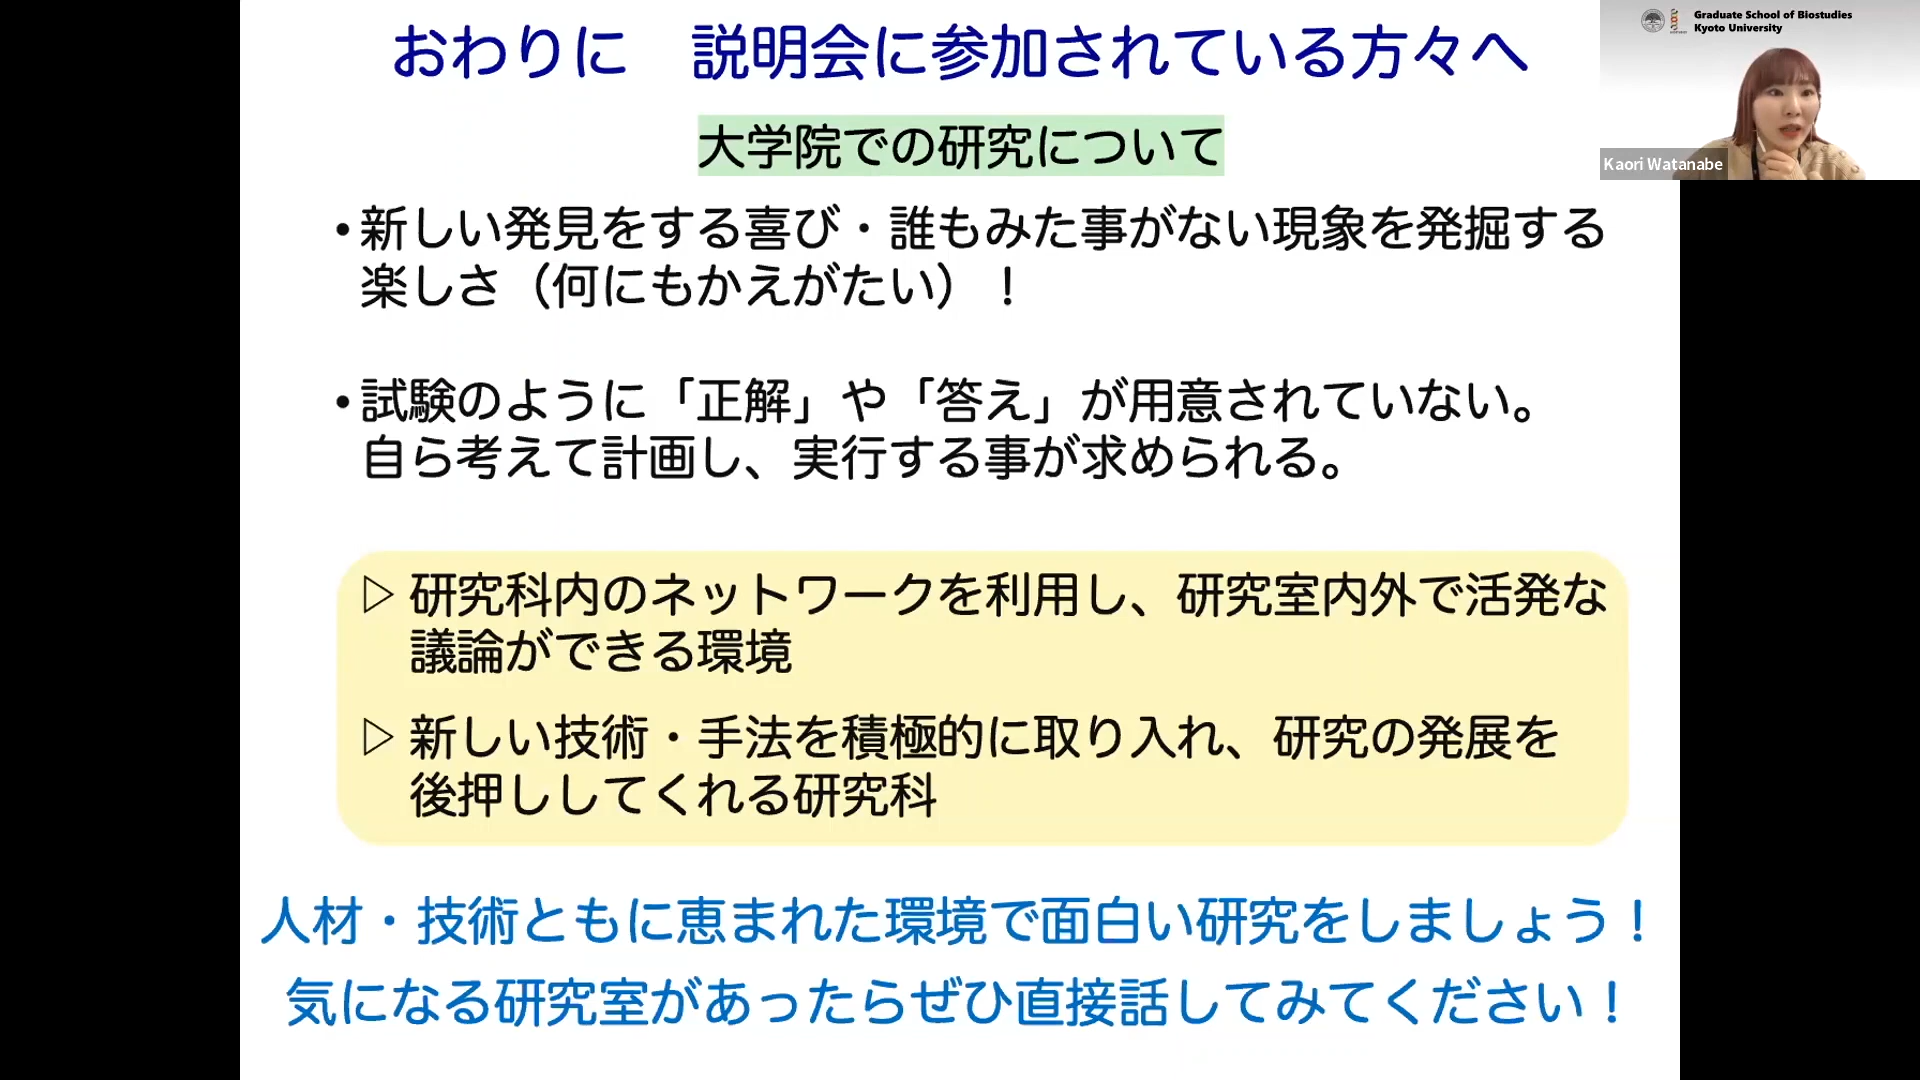 おわりに　説明会に参加されている方々へ
大学院での研究について
•新しい発見をする喜び・誰もみた事がない現象を発掘する
楽しさ（何にもかえがたい）！
•試験のように「正解」や「答え」が用意されていない。
自ら考えて計画し、実行する事が求められる。
▷ 研究科内のネットワークを利用し、研究室内外で活発な
議論ができる環境
▷ 新しい技術・手法を積極的に取り入れ、研究の発展を
後押ししてくれる研究科
人材・技術ともに恵まれた環境で面白い研究をしましょう！
気になる研究室があったらぜひ直接話してみてください！
Graduate School of Biostudies
Kyoto University
Kaori Watanabe